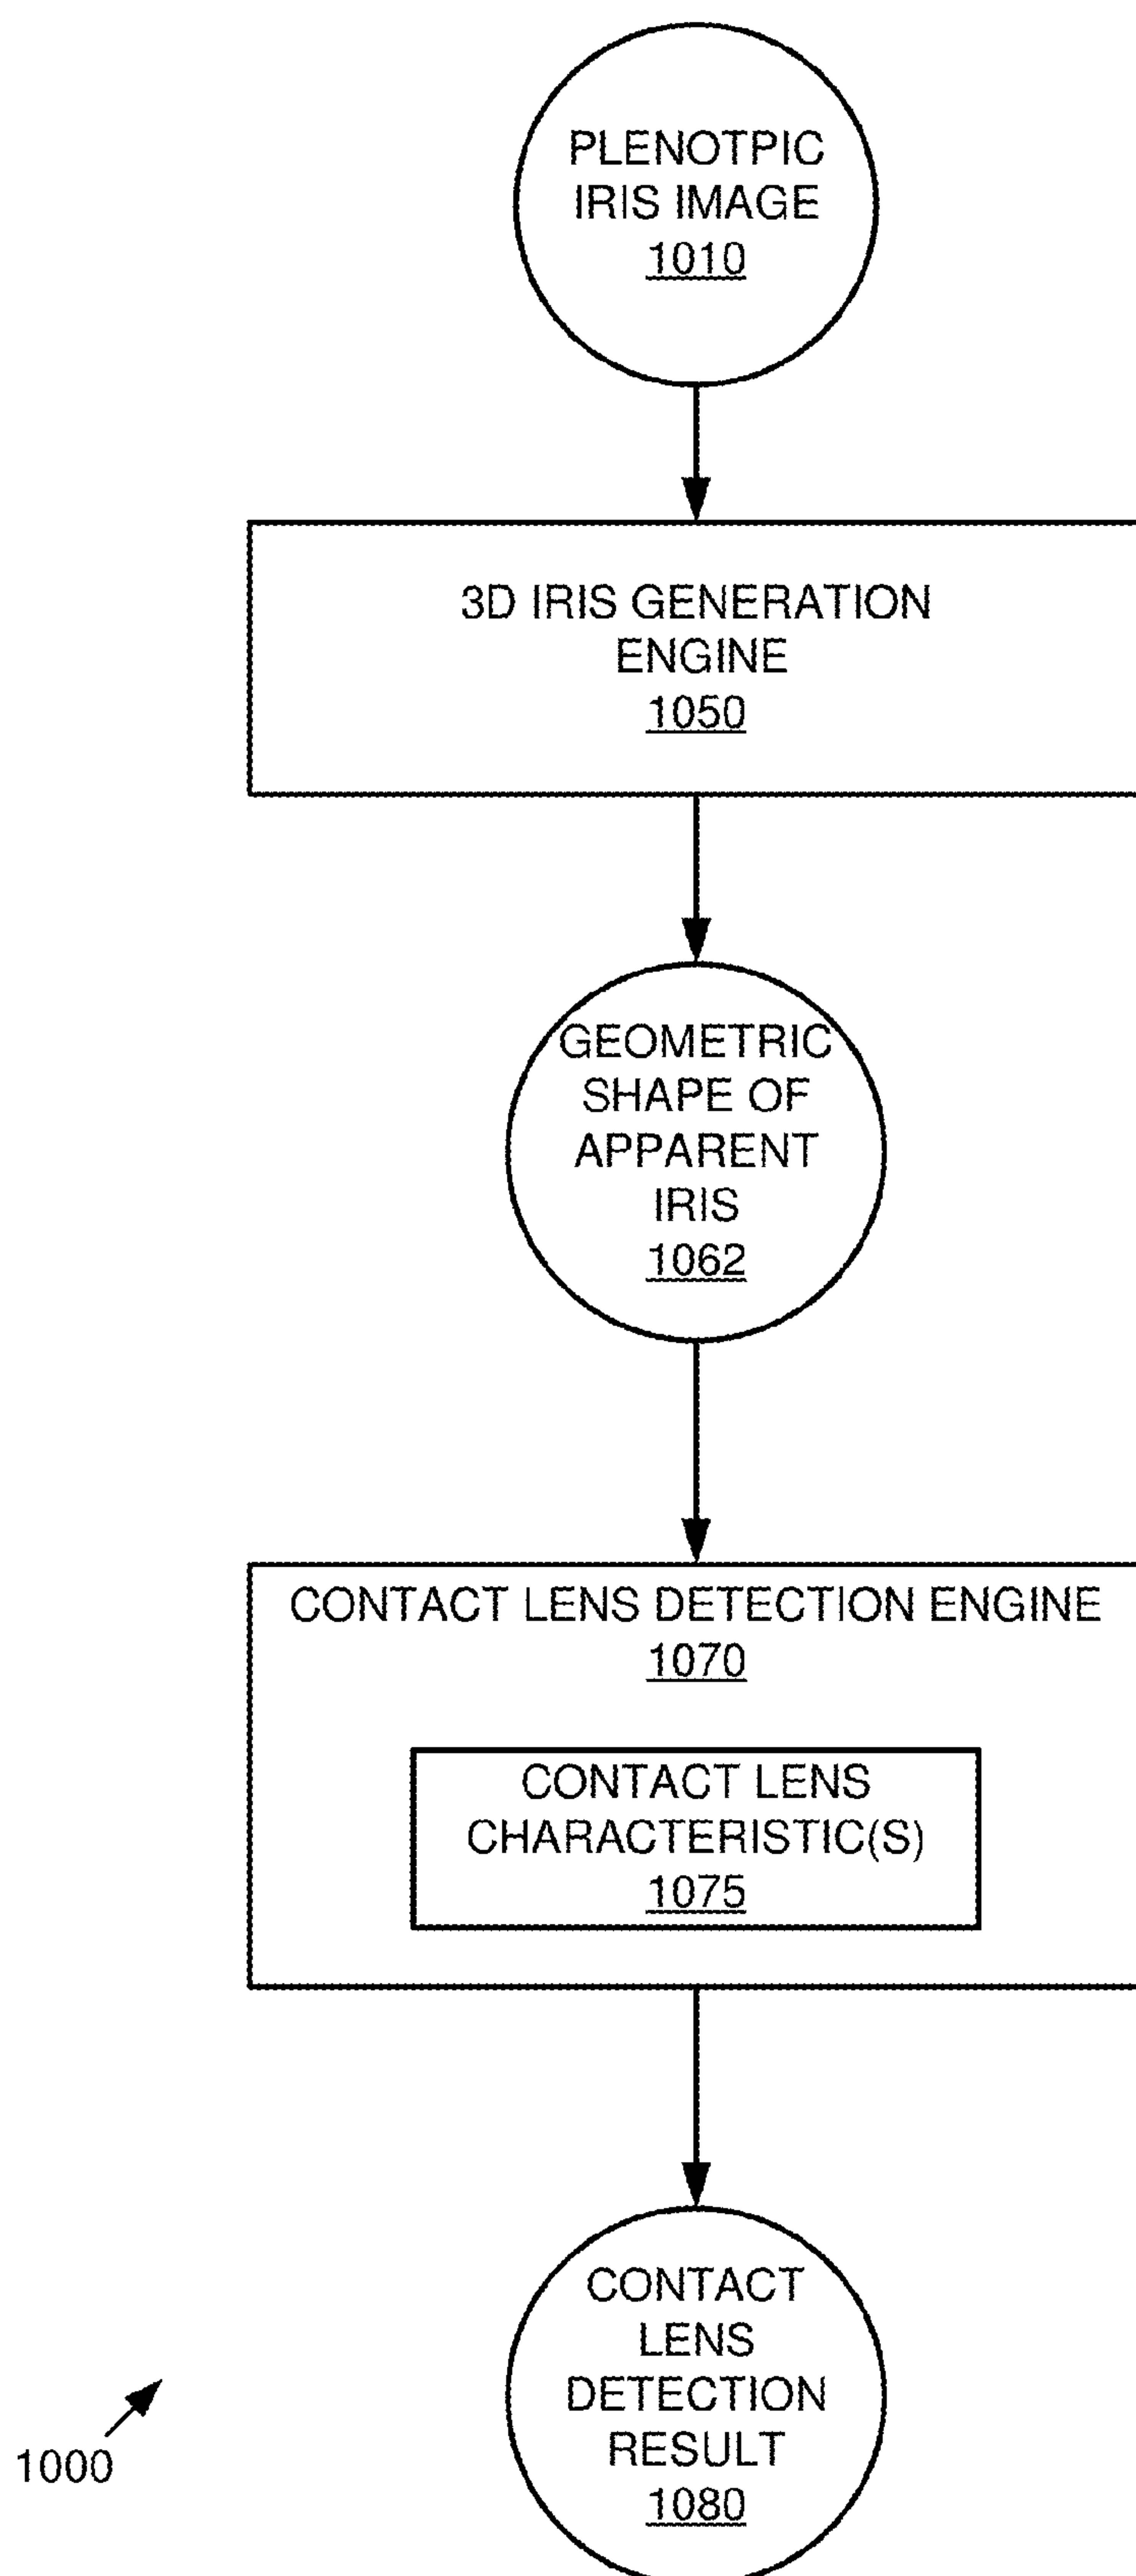 PLENOTPIC
IRIS IMAGE
1010
3D IRIS GENERATION
ENGINE
1050
GEOMETRIC
SHAPE OF
APPARENT
IRIS
1062
CONTACT LENS DETECTION ENGINE
1070
CONTACT LENS
CHARACTERISTIC(S)
1075
CONTACT
LENS
DETECTION
RESULT
1080
1000